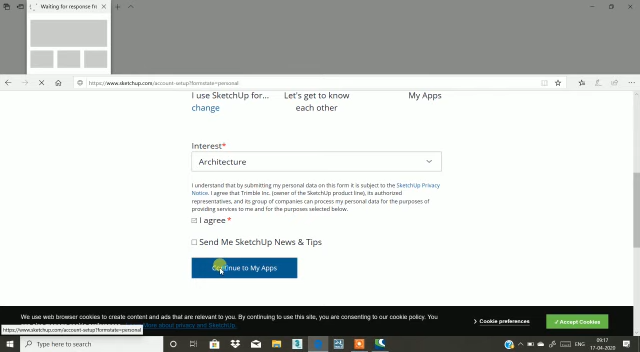 Waiting for response fr
https://www.sketchup.com/account-setup?formstate=personal
I use SketchUp for...
change
Let's get to know
each other
My Apps
Interest*
Architecture
I understand that by submitting my personal data on this form it is subject to the SketchUp Privacy
Notice. I agree that Trimble Inc. (owner of the SketchUp product line), its authorized
representatives, and its group of companies can process my personal data for the purposes of
providing services to me and for the purposes selected below.
I agree *
Send Me SketchUp News & Tips
Continue to My Apps
We use web browser cookies to create content and ads that are relevant to you. By continuing to use this site, you are consenting to our cookie policy. You
More about privacy and SketchUp.
Cookie preferences
✓ Accept Cookies
https://www.sketchup.com/account-setup?formstate=personal
Type here to search
ENG
09:17
17-04-2020